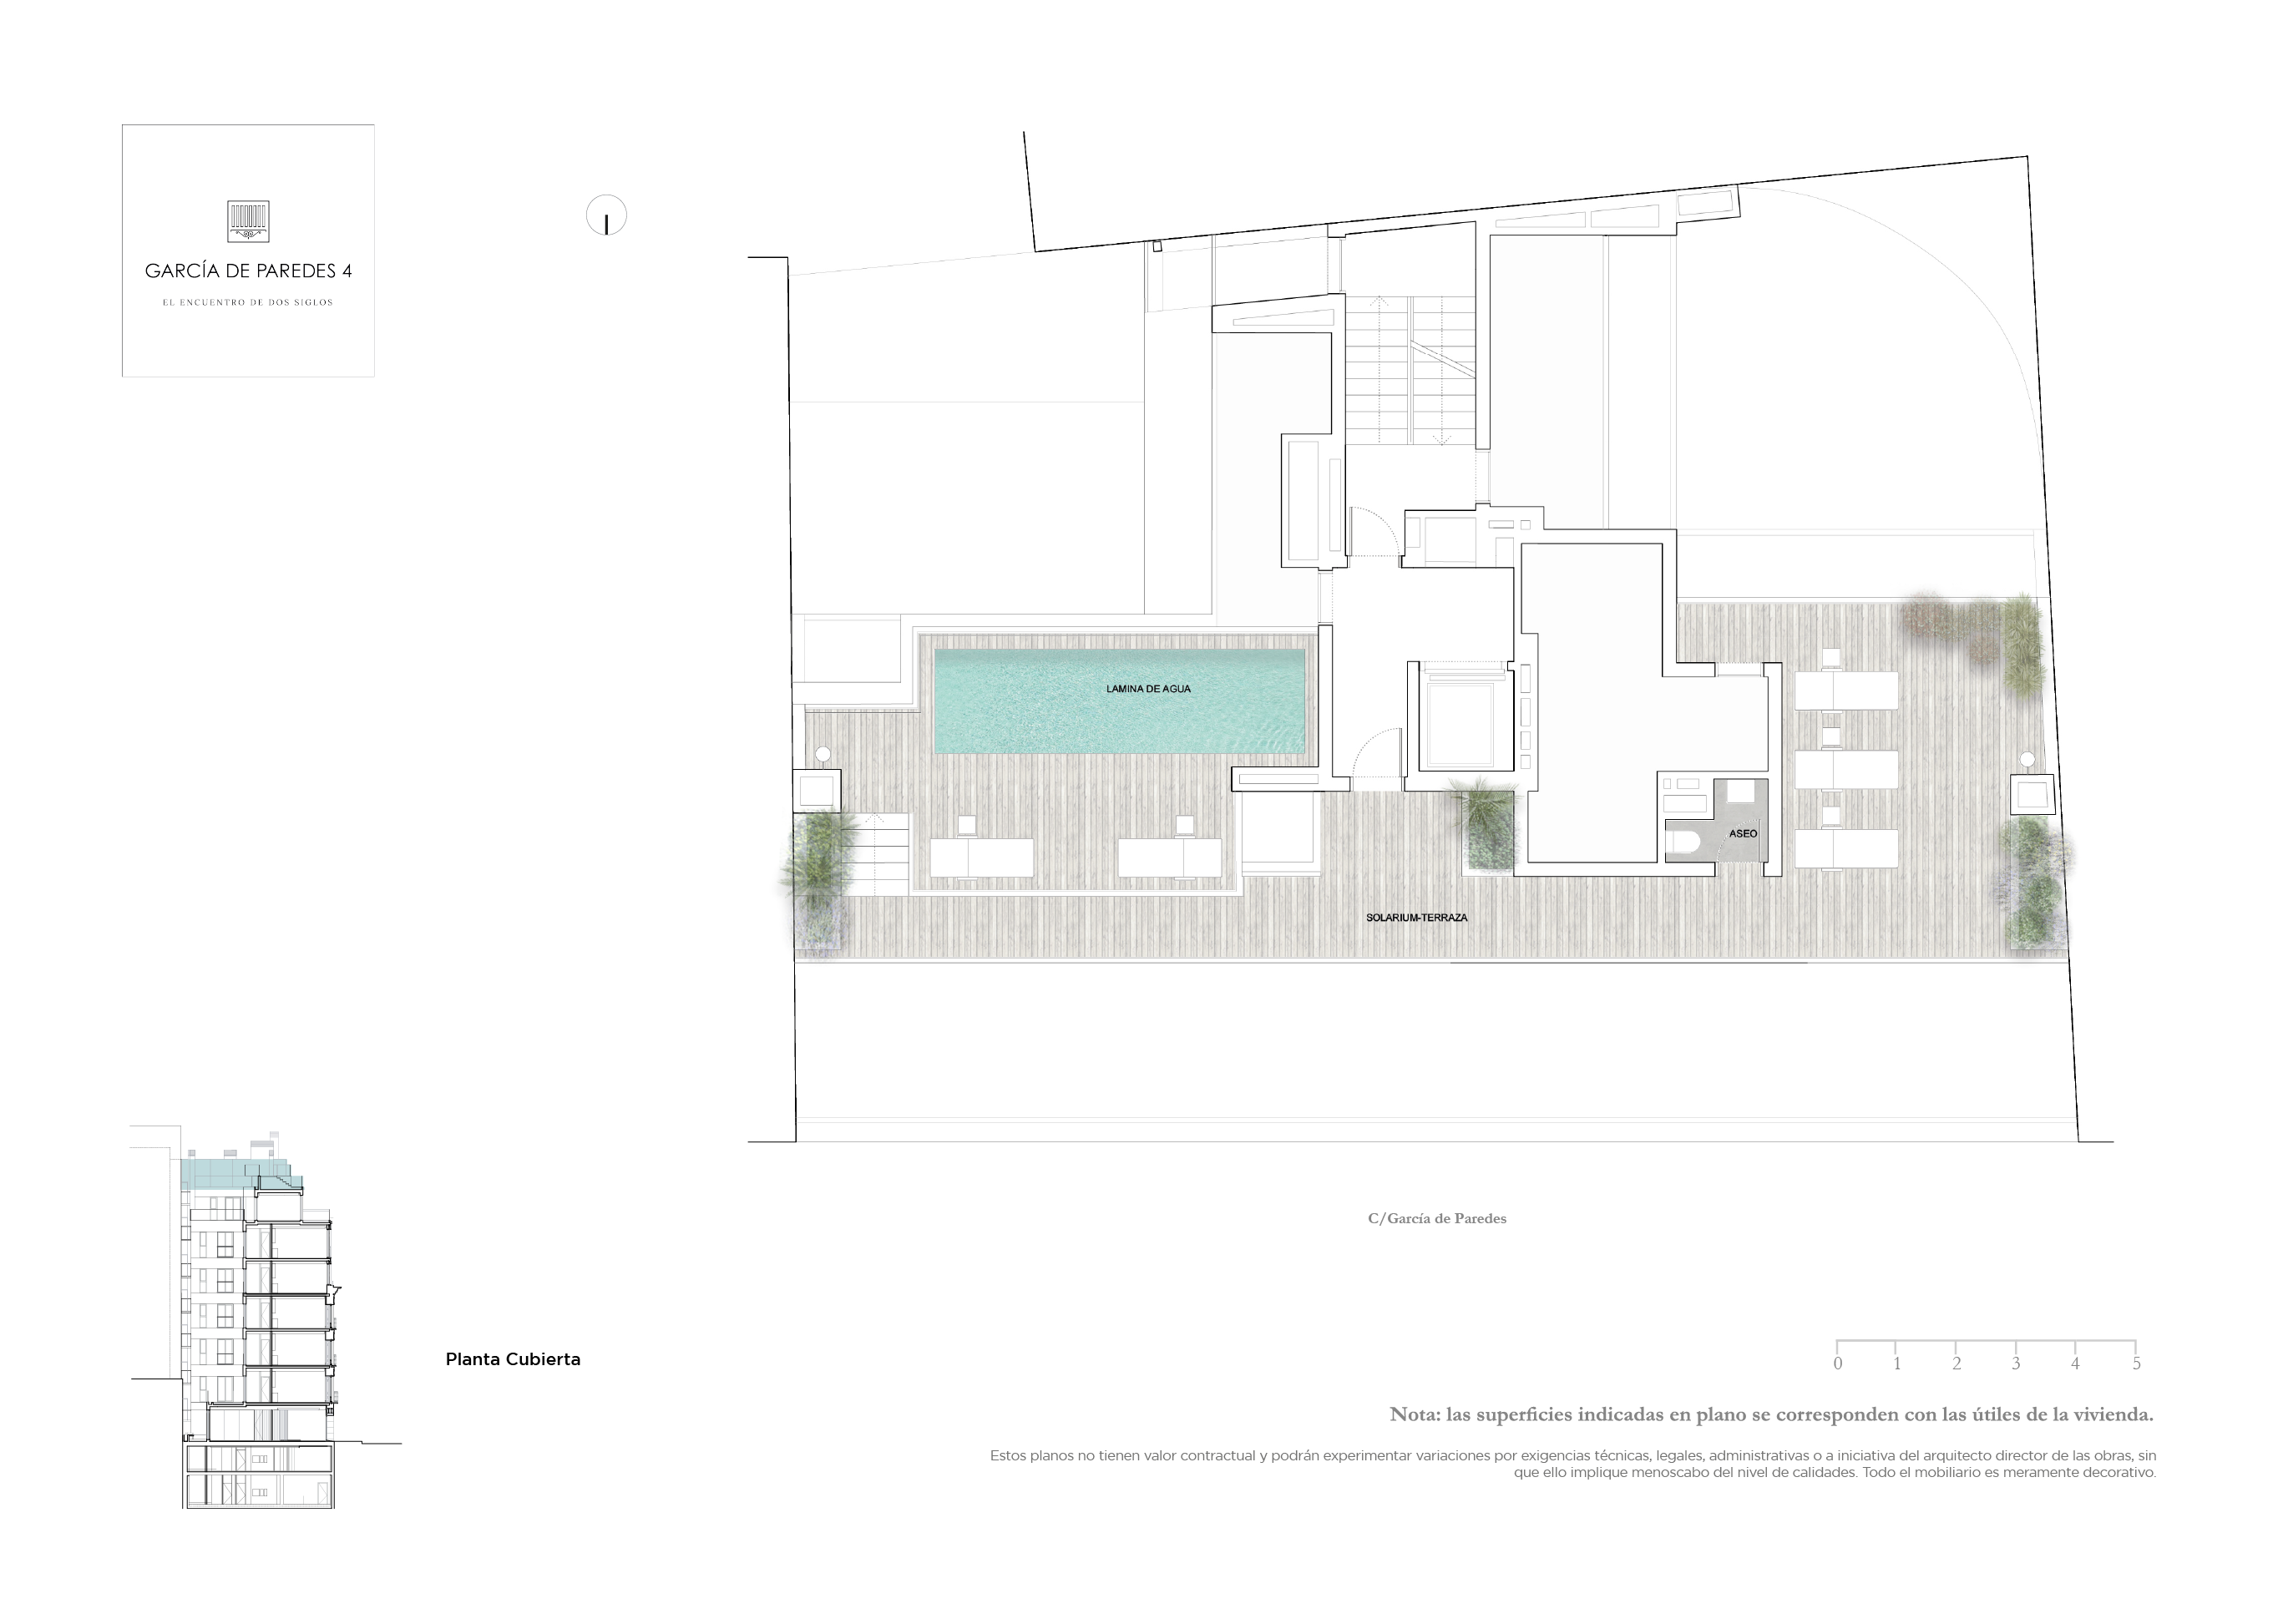 GARCÍA DE PAREDES 4
EL ENCUENTRO DE DOS SIGLOS
LAMINA DE AGUA
ASEO
SOLARIUM-TERRAZA
C/García de Paredes
Planta Cubierta
0 1 2 3 4 5
Nota: las superficies indicadas en plano se corresponden con las útiles de la vivienda.
Estos planos no tienen valor contractual y podrán experimentar variaciones por exigencias técnicas, legales, administrativas o a iniciativa del arquitecto director de las obras, sin
que ello implique menoscabo del nivel de calidades. Todo el mobiliario es meramente decorativo.